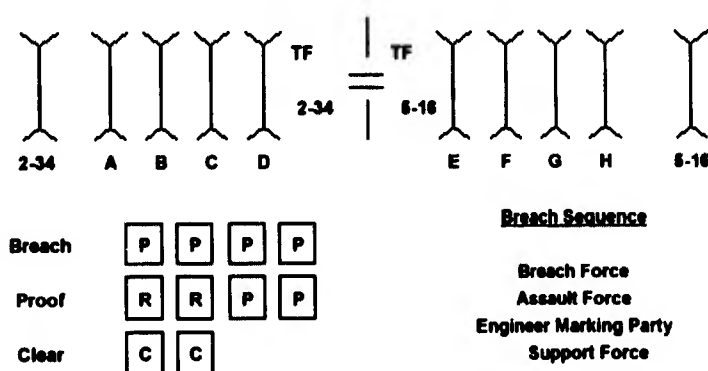 TF TF
2-34 5-16
2-34 A B C D E F G H 5-16
Breach Sequence
Breach P P P P
Breach Force
Proof R R P P
Assault Force
Engineer Marking Party
Clear C C
Support Force